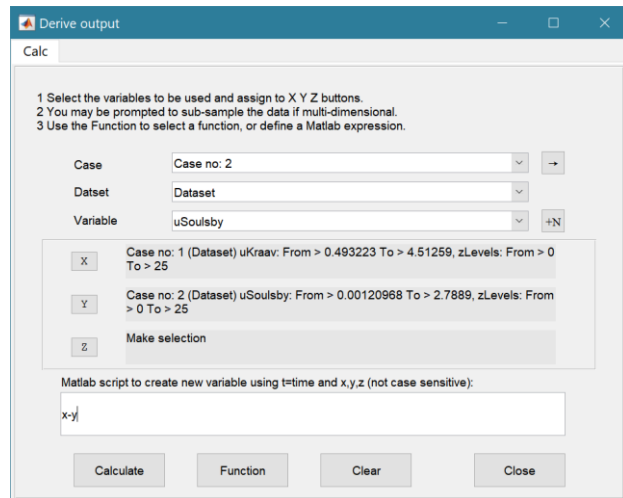 Derive output
Calc
1 Select the variables to be used and assign to X Y Z buttons.
2 You may be prompted to sub-sample the data if multi-dimensional.
3 Use the Function to select a function, or define a Matlab expression.
Case Case no: 2 →
Datset Dataset
Variable uSoulsby +N
X Case no: 1 (Dataset) uKraav: From > 0.493223 To > 4.51259, zLevels: From > 0
To > 25
Y Case no: 2 (Dataset) uSoulsby: From > 0.00120968 To > 2.7889, zLevels: From
> 0 To > 25
Z Make selection
Matlab script to create new variable using t=time and x,y,z (not case sensitive):
x-y
Calculate Function Clear Close